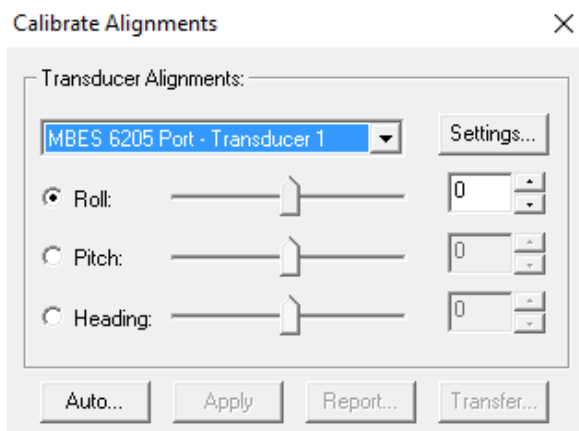 Calibrate Alignments
Transducer Alignments:
MBES 6205 Port - Transducer 1
Settings...
Roll:
0
Pitch:
0
Heading:
0
Auto...
Apply
Report...
Transfer...